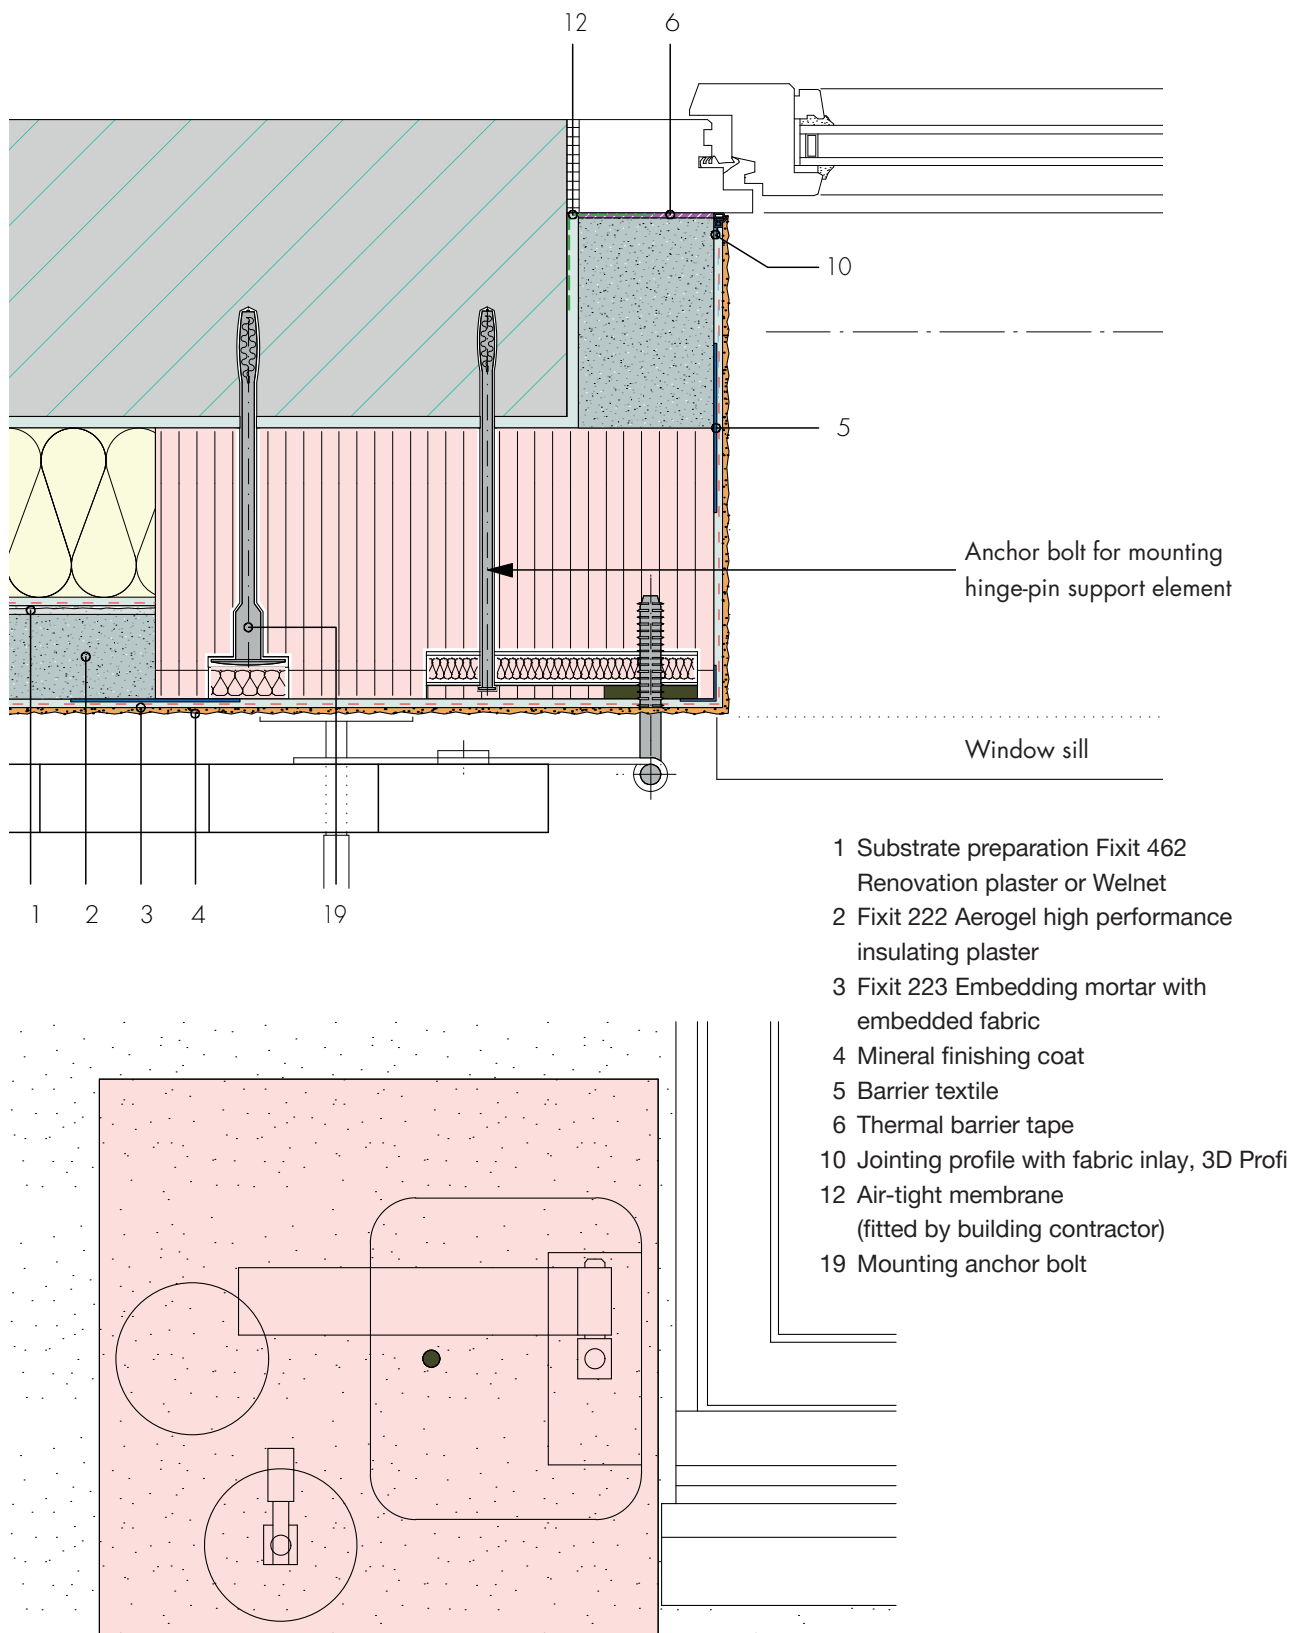 12
6
10
5
Anchor bolt for mounting
hinge-pin support element
Window sill
1
2
3
4
19
1 Substrate preparation Fixit 462
Renovation plaster or Welnet
2 Fixit 222 Aerogel high performance
insulating plaster
3 Fixit 223 Embedding mortar with
embedded fabric
4 Mineral finishing coat
5 Barrier textile
6 Thermal barrier tape
10 Jointing profile with fabric inlay, 3D Profi
12 Air-tight membrane
(fitted by building contractor)
19 Mounting anchor bolt